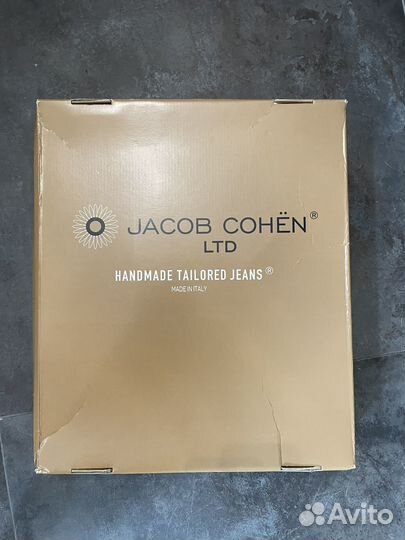 JACOB COHËN®
LTD
HANDMADE TAILORED JEANS®
MADE IN ITALY
Avito